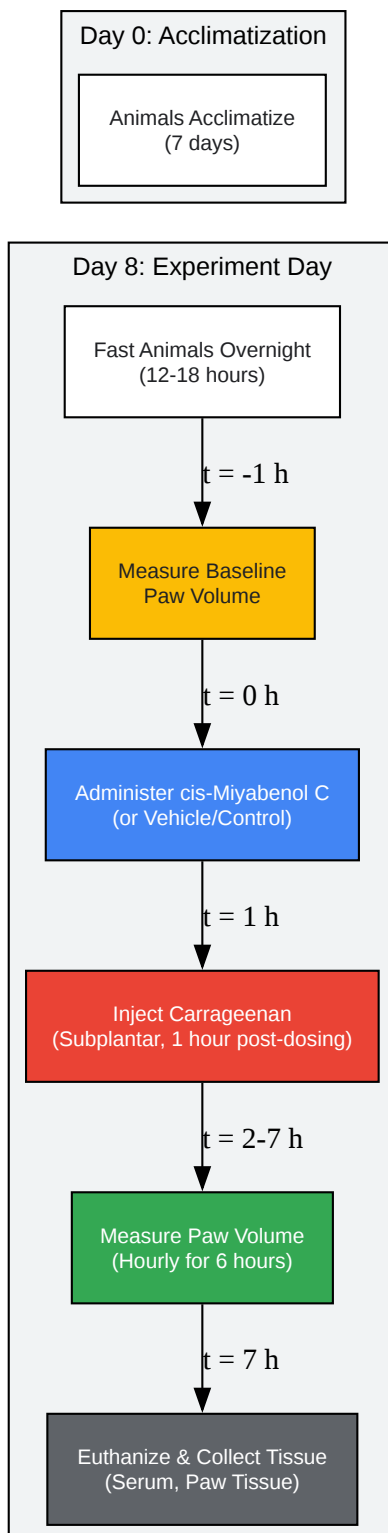 Day 0: Acclimatization
Animals Acclimatize
(7 days)
Day 8: Experiment Day
Fast Animals Overnight
(12-18 hours)
t = -1 h
Measure Baseline
Paw Volume
t = 0 h
Administer cis-Miyabenol C
(or Vehicle/Control)
t = 1 h
Inject Carrageenan
(Subplantar, 1 hour post-dosing)
t = 2-7 h
Measure Paw Volume
(Hourly for 6 hours)
t = 7 h
Euthanize & Collect Tissue
(Serum, Paw Tissue)